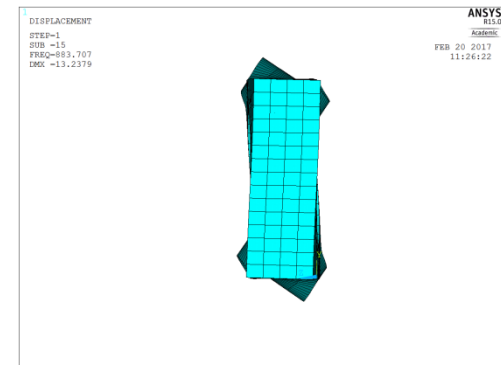 1
DISPLACEMENT
STEP=1
SUB =15
FREQ=883.707
DMX =13.2379
ANSYS
R15.0
Academic
FEB 20 2017
11:26:22